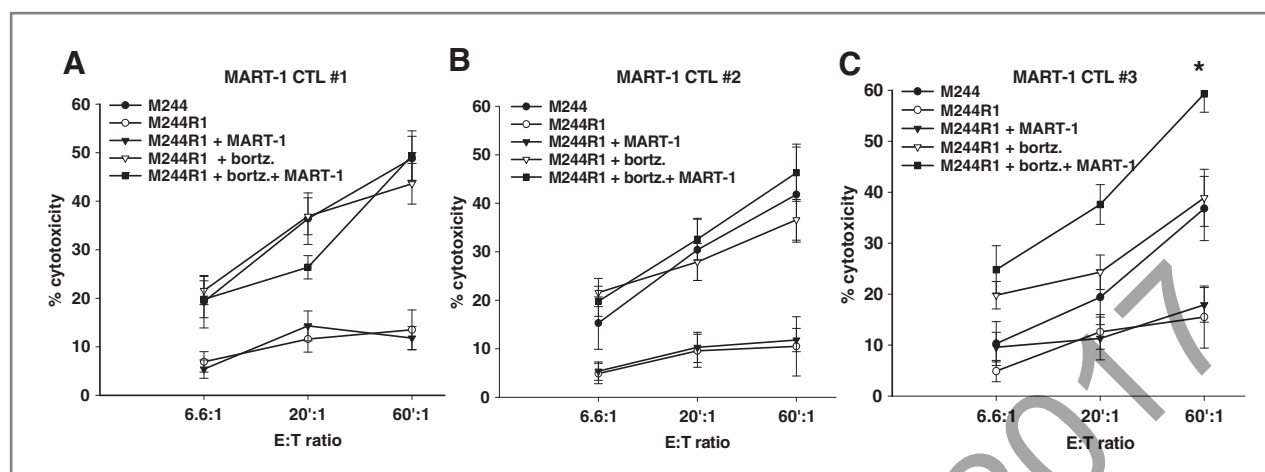 A
MART-1 CTL #1
60
50
40
30
20
10
0
% cytotoxicity
M244
M244R1
M244R1 + MART-1
M244R1 + bortz.
M244R1 + bortz.+ MART-1
6.6:1
20':1
60':1
E:T ratio
B
MART-1 CTL #2
60
50
40
30
20
10
0
% cytotoxicity
M244
M244R1
M244R1 + MART-1
M244R1 + bortz.
M244R1 + bortz.+ MART-1
6.6:1
20':1
60':1
E:T ratio
C
MART-1 CTL #3
*
60
50
40
30
20
10
0
% cytotoxicity
M244
M244R1
M244R1 + MART-1
M244R1 + bortz.
M244R1 + bortz.+ MART-1
6.6:1
20':1
60':1
E:T ratio
017